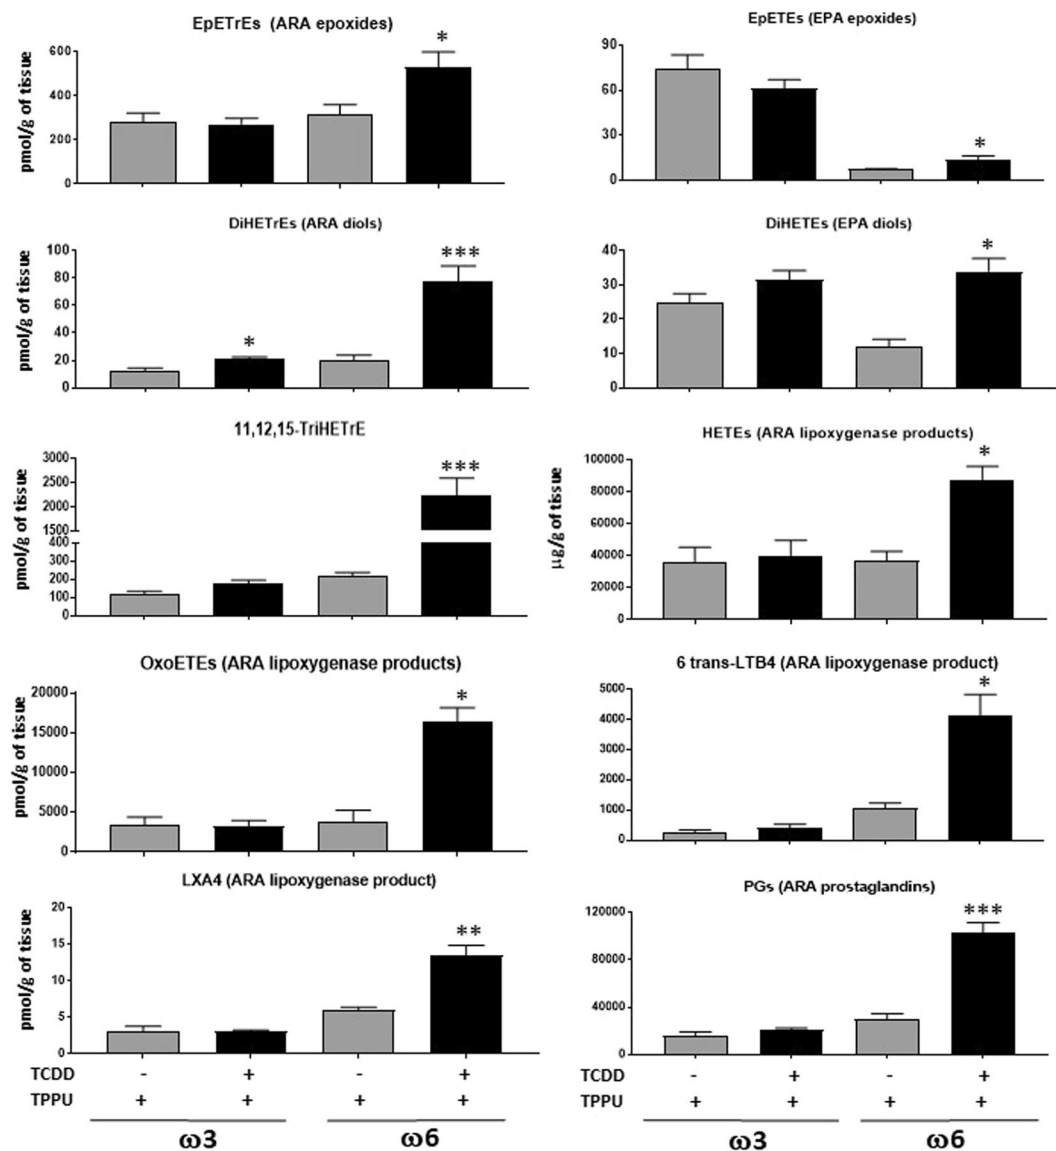 EpETrEs (ARA epoxides)
pmol/g of tissue
600
400
200
0
*
EpETEs (EPA epoxides)
90
60
30
0
*
DiHETrEs (ARA diols)
pmol/g of tissue
100
80
60
40
20
0
*
***
DiHETEs (EPA diols)
40
30
20
10
0
*
11,12,15-TriHETrE
pmol/g of tissue
3000
2500
2000
1500
400
300
200
100
0
***
HETEs (ARA lipoxygenase products)
µg/g of tissue
100000
80000
60000
40000
20000
0
*
OxoETEs (ARA lipoxygenase products)
pmol/g of tissue
20000
15000
10000
5000
0
*
6 trans-LTB4 (ARA lipoxygenase product)
5000
4000
3000
2000
1000
0
*
LXA4 (ARA lipoxygenase product)
pmol/g of tissue
20
15
10
5
0
**
PGs (ARA prostaglandins)
120000
80000
40000
0
***
TCDD - + - +
TPPU + + + +
ω3 ω6
TCDD - + - +
TPPU + + + +
ω3 ω6